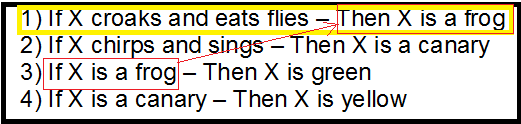 1) If X croaks and eats flies – Then X is a frog
2) If X chirps and sings – Then X is a canary
3) If X is a frog – Then X is green
4) If X is a canary – Then X is yellow